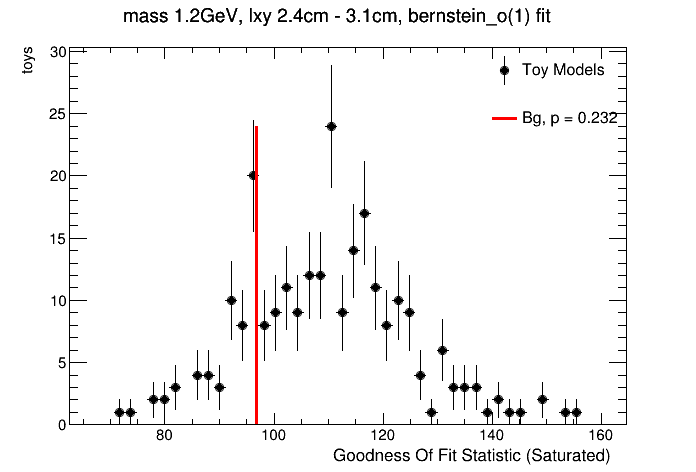 mass 1.2GeV, lxy 2.4cm - 3.1cm, bernstein_o(1) fit
toys
30
25
20
15
10
5
0
Toy Models
Bg, p = 0.232
80
100
120
140
160
Goodness Of Fit Statistic (Saturated)